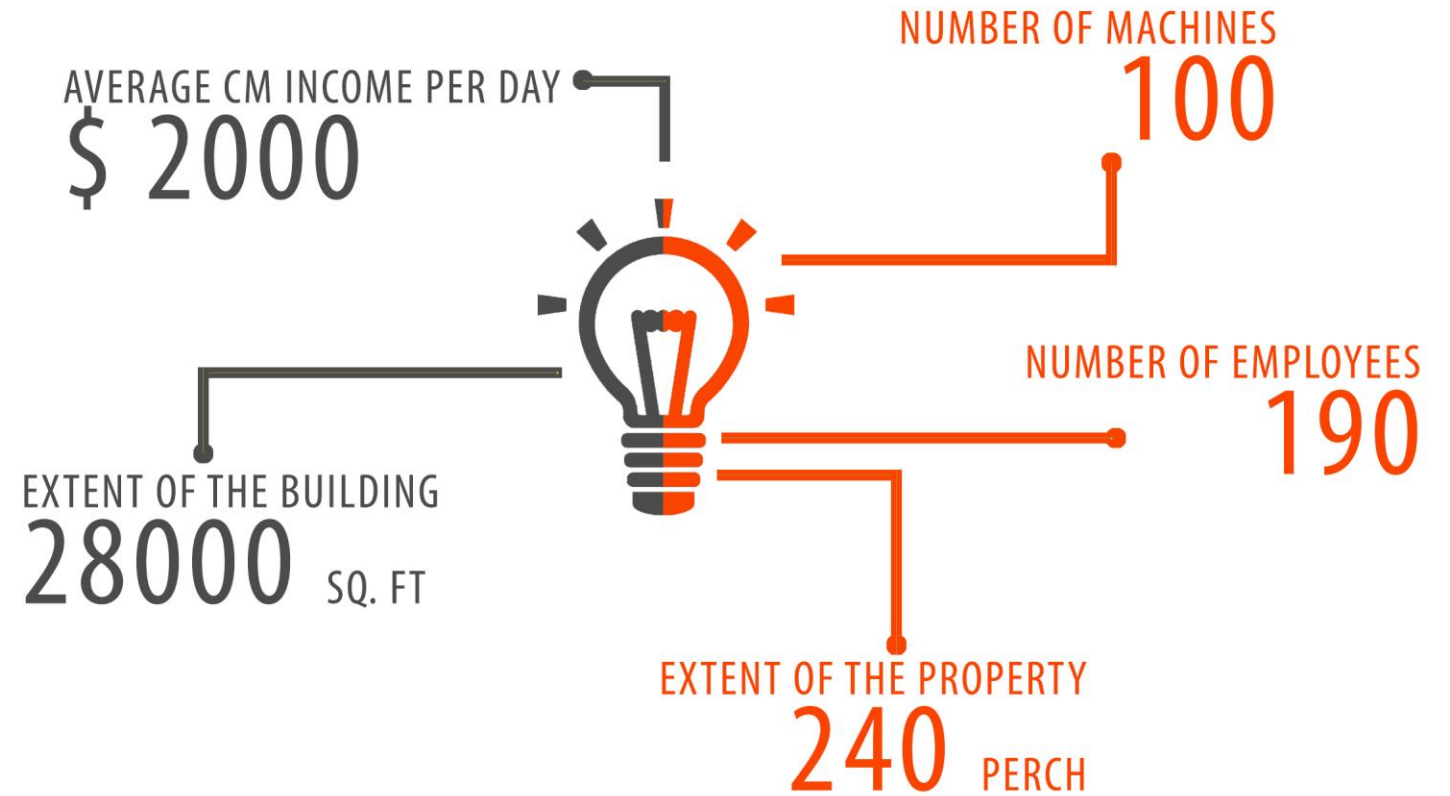 NUMBER OF MACHINES
100
AVERAGE CM INCOME PER DAY
$ 2000
NUMBER OF EMPLOYEES
190
EXTENT OF THE BUILDING
28000 SQ. FT
EXTENT OF THE PROPERTY
240 PERCH